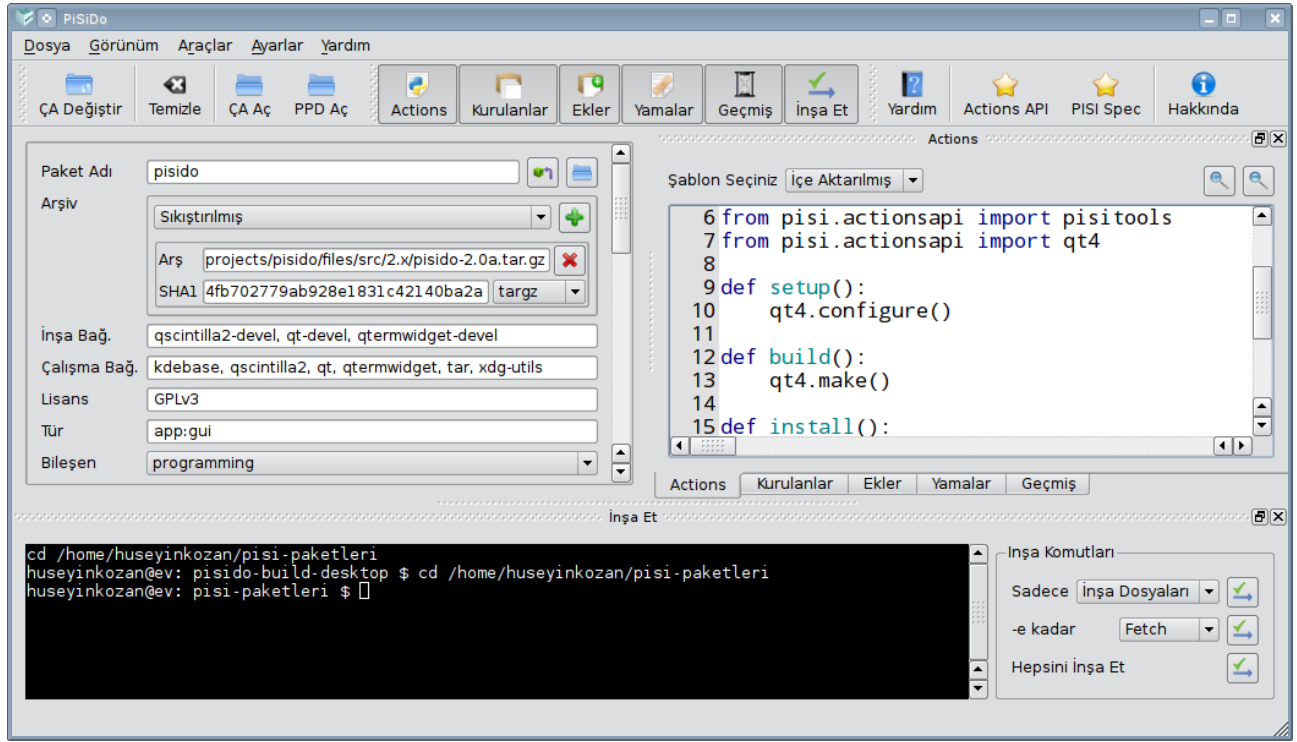 PiSiDo
Dosya Görünüm Araçlar Ayarlar Yardım
ÇA Değiştir Temizle ÇA Aç PPD Aç Actions Kurulanlar Ekler Yamalar Geçmiş İnşa Et Yardım Actions API PISI Spec Hakkında
Paket Adı pisido
Arşiv
Sıkıştırılmış
Arş projects/pisido/files/src/2.x/pisido-2.0a.tar.gz
SHA1 4fb702779ab928e1831c42140ba2a targz
İnşa Bağ. qscintilla2-devel, qt-devel, qtermwidget-devel
Çalışma Bağ. kdebase, qscintilla2, qt, qtermwidget, tar, xdg-utils
Lisans GPLv3
Tür app:gui
Bileşen programming
Actions
Şablon Seçiniz İçe Aktarılmış
6 from pisi.actionsapi import pisitools
7 from pisi.actionsapi import qt4
8
9 def setup():
10 qt4.configure()
11
12 def build():
13 qt4.make()
14
15 def install():
Actions Kurulanlar Ekler Yamalar Geçmiş
İnşa Et
cd /home/huseyinkozan/pisi-paketleri
huseyinkozan@ev: pisido-build-desktop $ cd /home/huseyinkozan/pisi-paketleri
huseyinkozan@ev: pisi-paketleri $
İnşa Komutları
Sadece İnşa Dosyaları
-e kadar Fetch
Hepsini İnşa Et